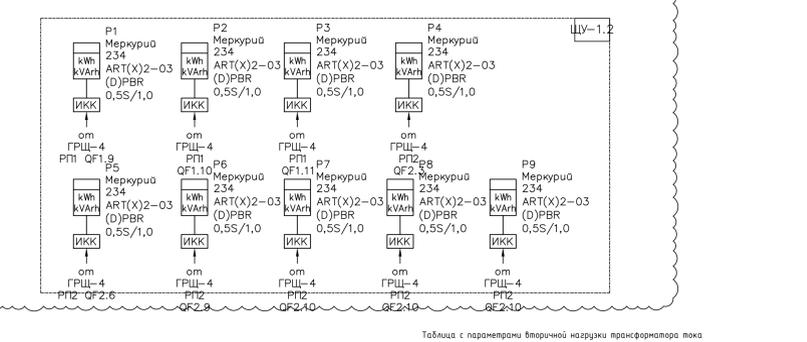 ЩУ-1.2
P1
Меркурий
234
ART(X)2-03
(D)PBR
0,5S/1,0
kWh
kVArh
ИКК
от
ГРЩ-4
РП1 QF1.9
P2
Меркурий
234
ART(X)2-03
(D)PBR
0,5S/1,0
kWh
kVArh
ИКК
от
ГРЩ-4
РП1
QF1.10
P3
Меркурий
234
ART(X)2-03
(D)PBR
0,5S/1,0
kWh
kVArh
ИКК
от
ГРЩ-4
РП1
QF1.11
P4
Меркурий
234
ART(X)2-03
(D)PBR
0,5S/1,0
kWh
kVArh
ИКК
от
ГРЩ-4
РП2
P5
Меркурий
234
ART(X)2-03
(D)PBR
0,5S/1,0
kWh
kVArh
ИКК
от
ГРЩ-4
РП2 QF2.6
P6
Меркурий
234
ART(X)2-03
(D)PBR
0,5S/1,0
kWh
kVArh
ИКК
от
ГРЩ-4
РП2
QF2.9
P7
Меркурий
234
ART(X)2-03
(D)PBR
0,5S/1,0
kWh
kVArh
ИКК
от
ГРЩ-4
РП2
QF2.10
P8
Меркурий
234
ART(X)2-03
(D)PBR
0,5S/1,0
kWh
kVArh
ИКК
от
ГРЩ-4
РП2
QF2.10
P9
Меркурий
234
ART(X)2-03
(D)PBR
0,5S/1,0
kWh
kVArh
ИКК
от
ГРЩ-4
РП2
QF2.10
Таблица с параметрами вторичной нагрузки трансформатора тока